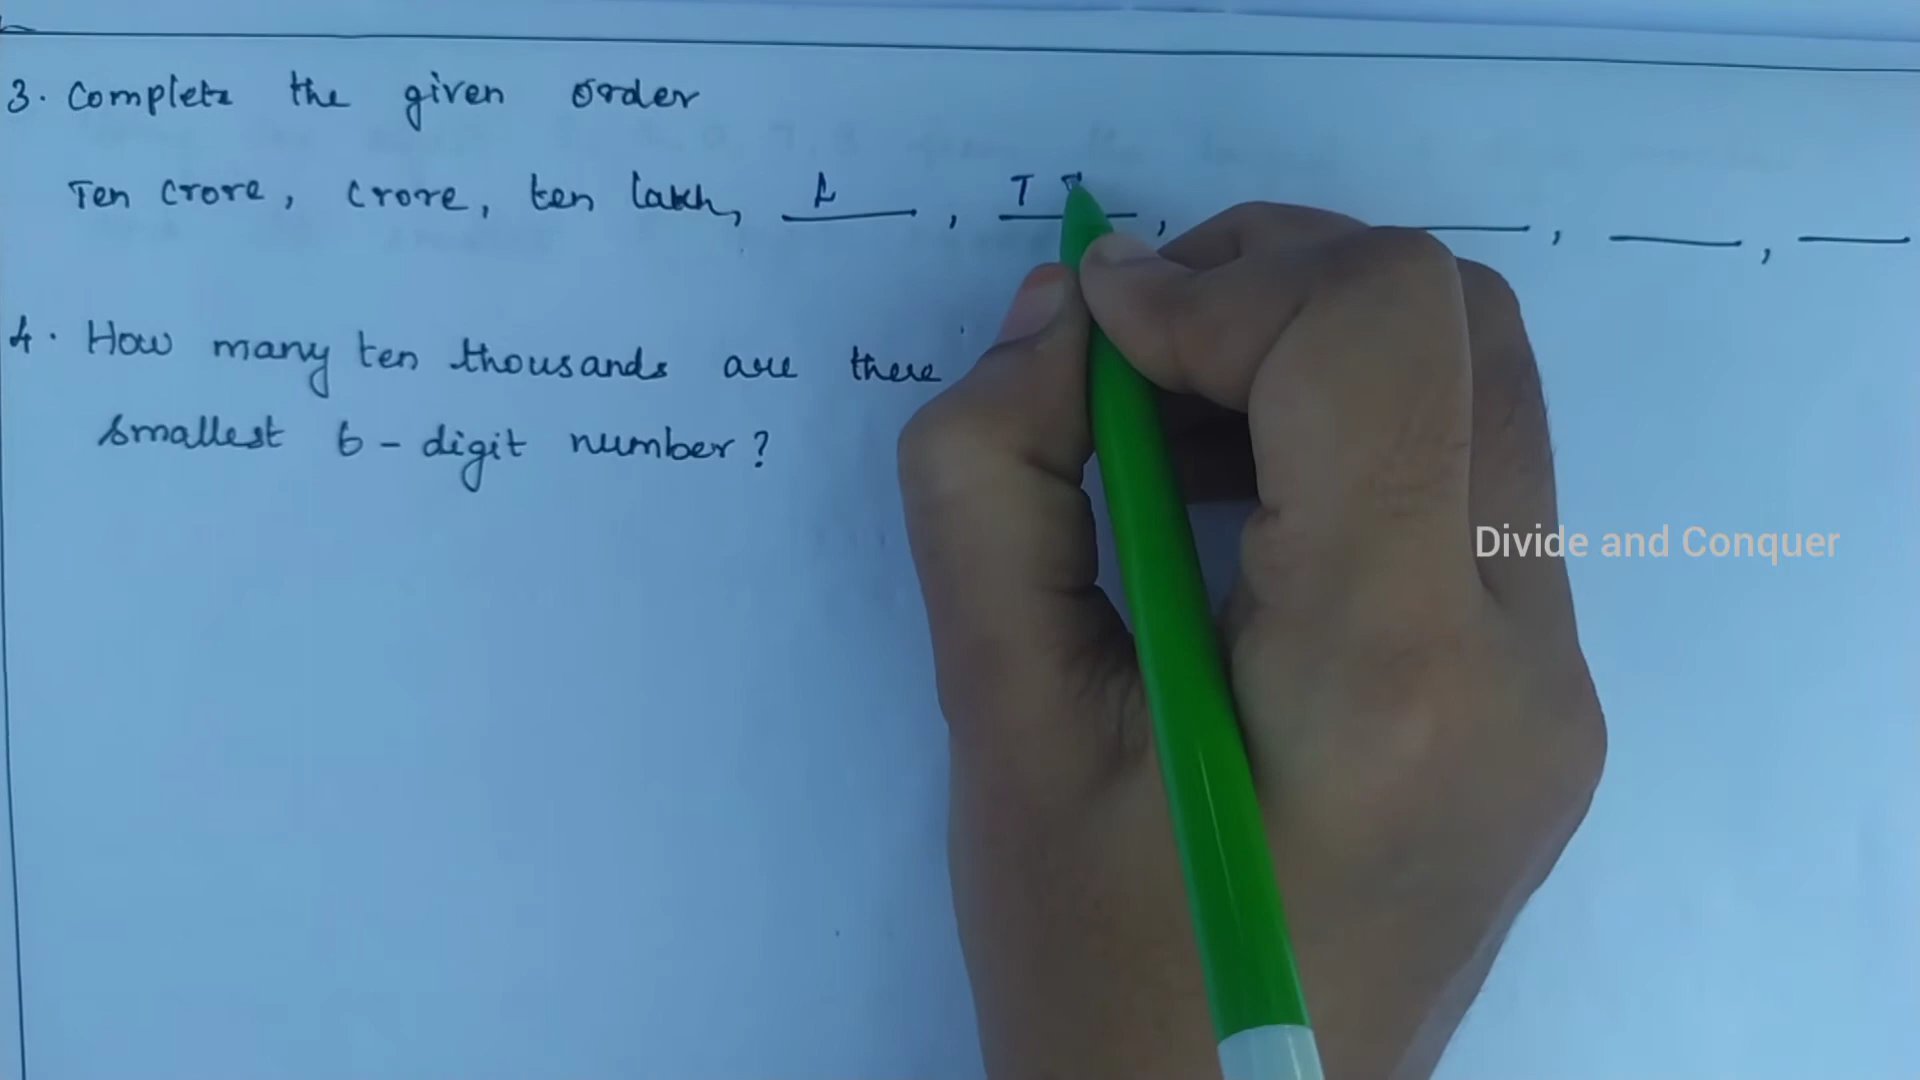 3. Complete the given order
Ten crore, crore, ten lakh, L, T
4. How many ten thousands are there
smallest 6-digit number?
Divide and Conquer